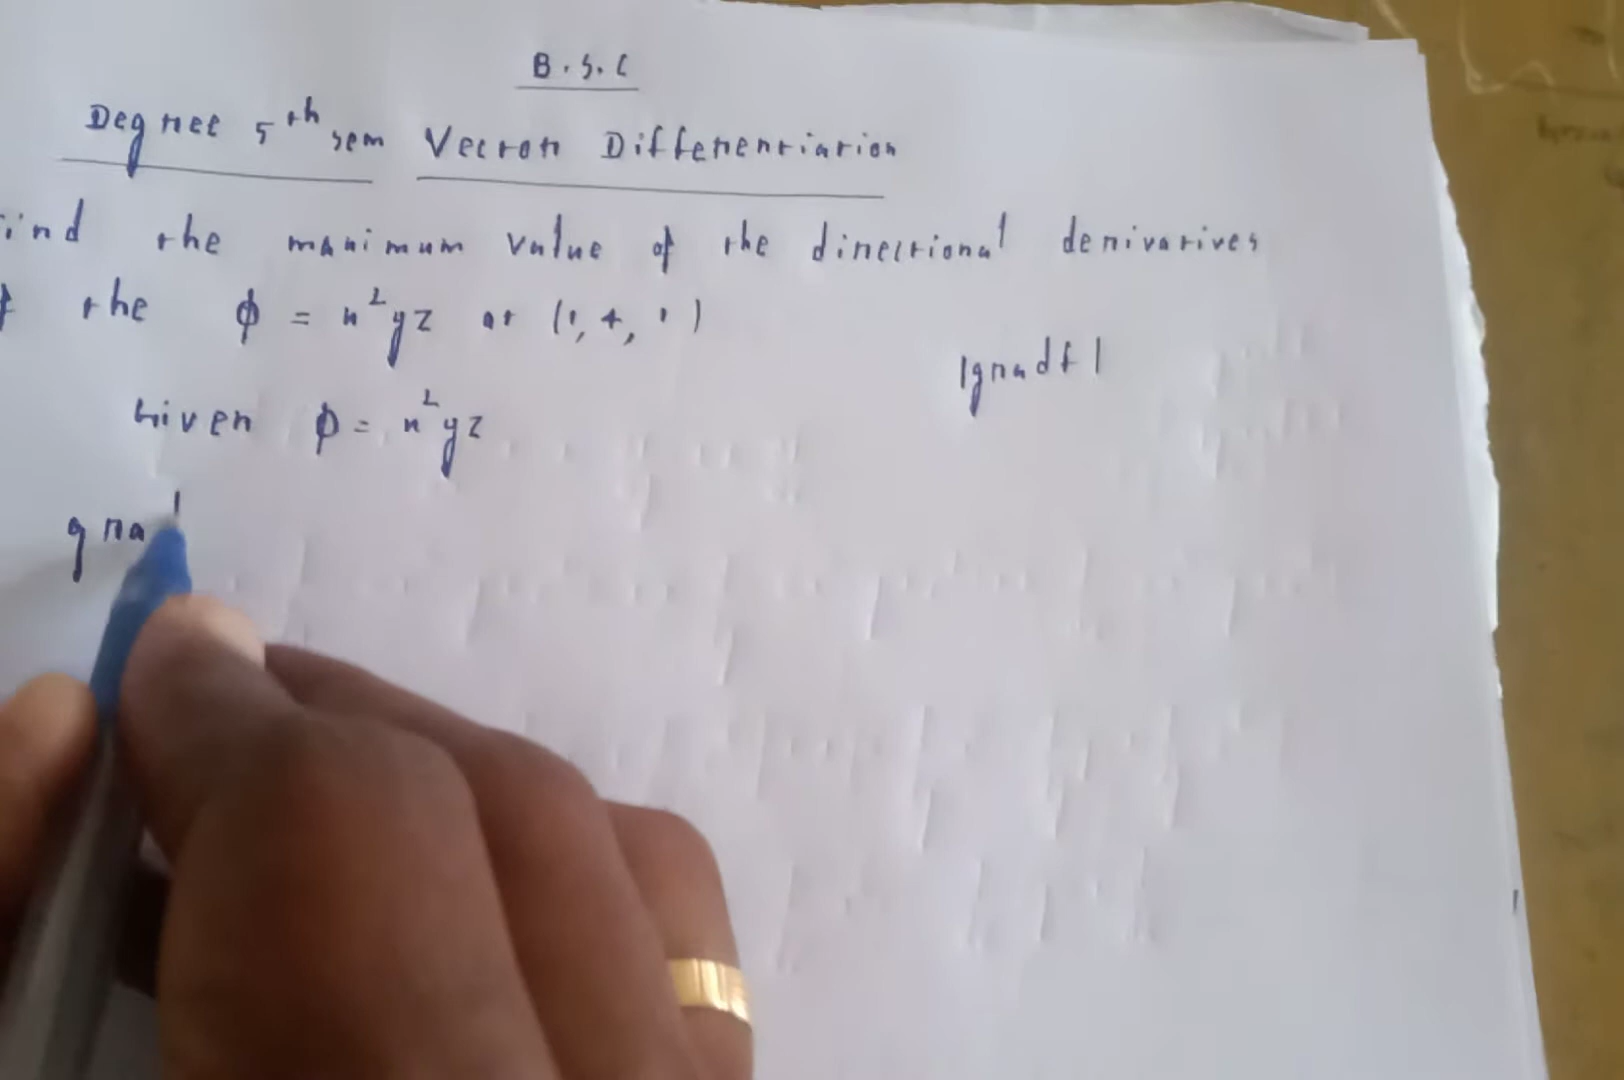 B.S.C
Degree 5th sem Vector Differentiation
ind the maximum value of the directional derivatives
f the φ = x²yz at (1, 4, 1)
|gradf|
Given φ = x²yz
grad